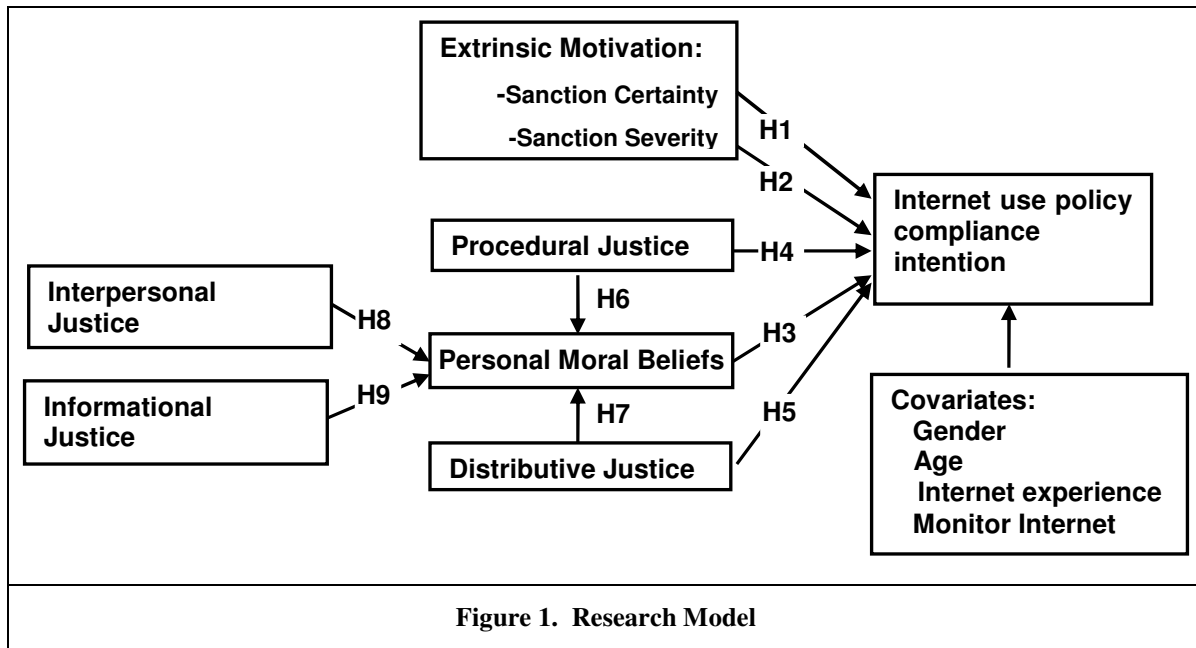 Extrinsic Motivation:
-Sanction Certainty
-Sanction Severity
H1
H2
Internet use policy
compliance
intention
Procedural Justice
H4
Interpersonal
Justice
H8
H6
H3
Personal Moral Beliefs
Informational
Justice
H9
H7
H5
Distributive Justice
Covariates:
Gender
Age
Internet experience
Monitor Internet
Figure 1. Research Model